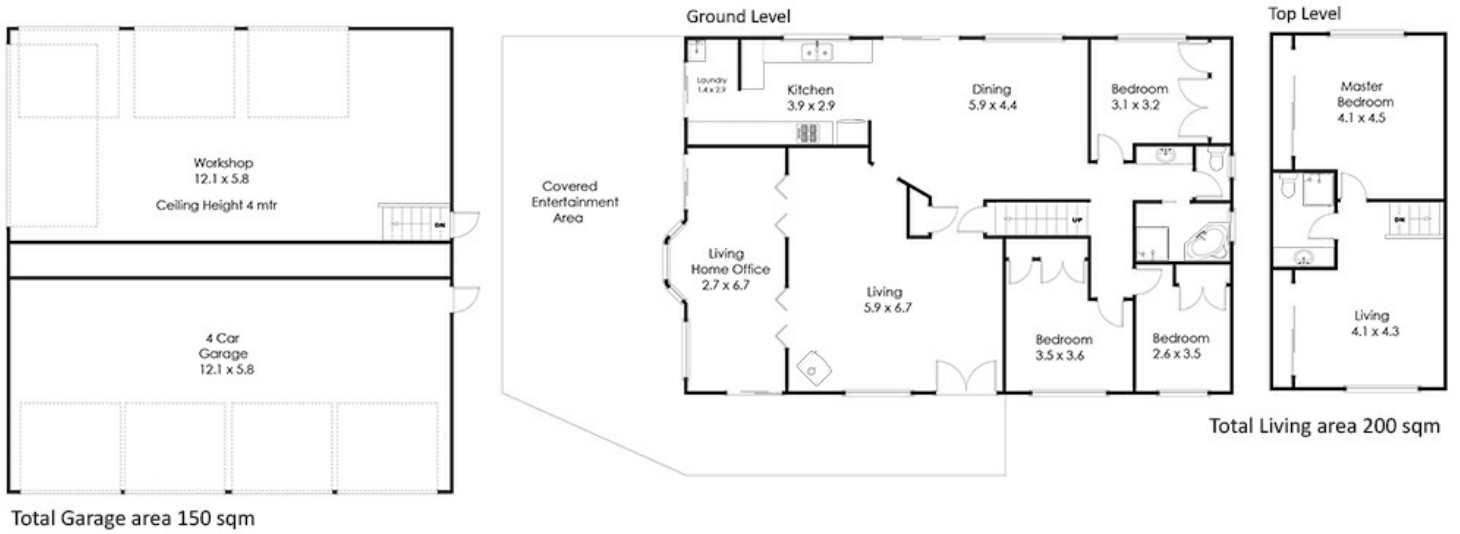 Ground Level
Top Level
Laundry
1.4 x 2.9
Kitchen
3.9 x 2.9
Dining
5.9 x 4.4
Bedroom
3.1 x 3.2
Master
Bedroom
4.1 x 4.5
Workshop
12.1 x 5.8
Ceiling Height 4 mtr
DN
Covered
Entertainment
Area
UP
DN
Living
Home Office
2.7 x 6.7
Living
5.9 x 6.7
Bedroom
3.5 x 3.6
Bedroom
2.6 x 3.5
Living
4.1 x 4.3
4 Car
Garage
12.1 x 5.8
Total Living area 200 sqm
Total Garage area 150 sqm